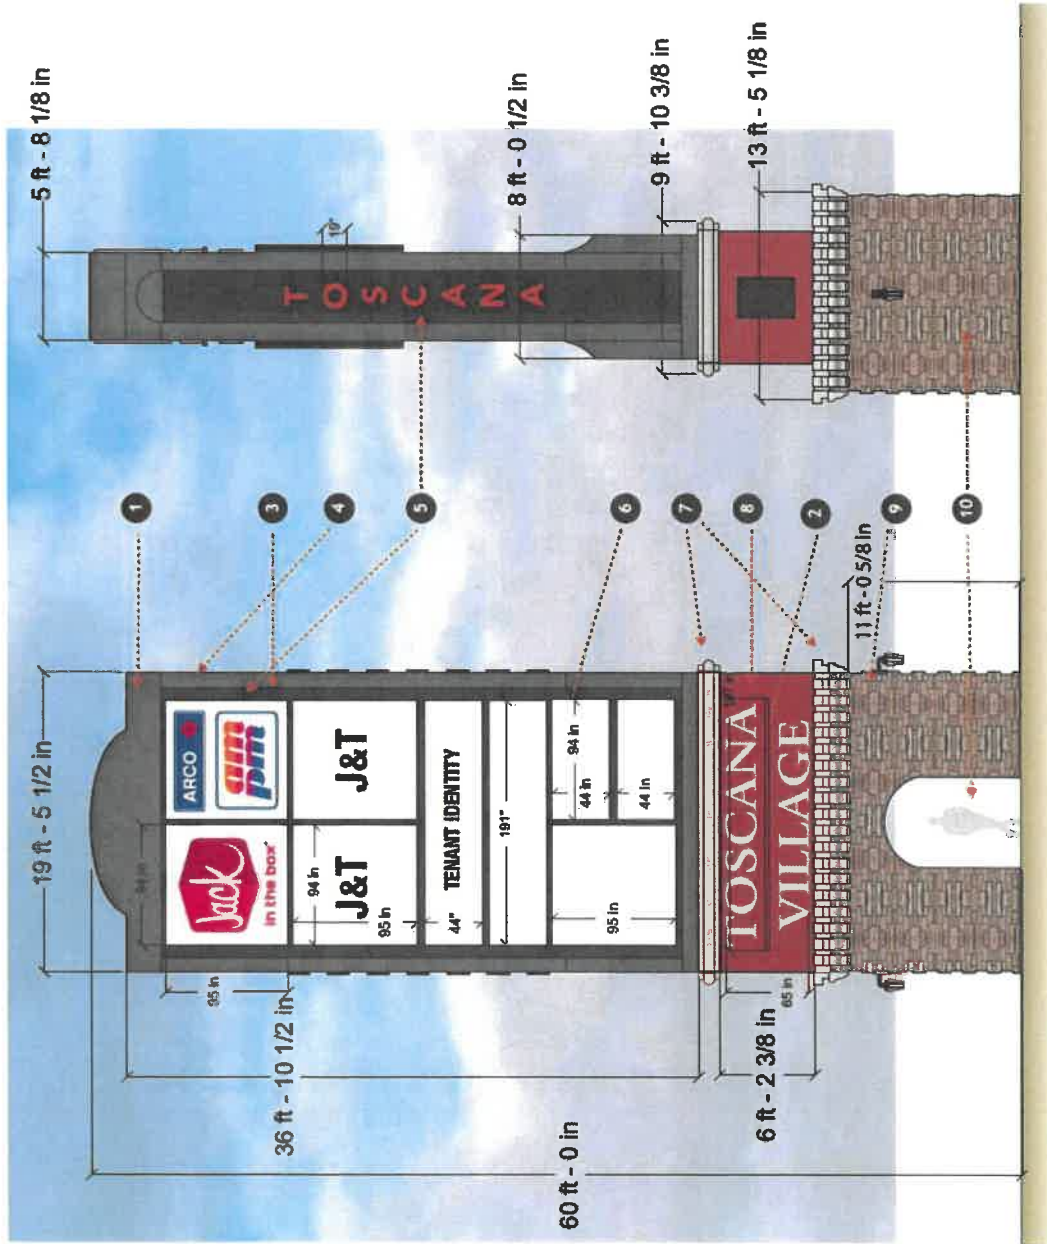 5 ft - 8 1/8 in
19 ft - 5 1/2 in
1
ARCO
am
pm
Jack
in the box
95 in
3
4
5
TOSCANA
J&T
J&T
94 in
95 in
8 ft - 0 1/2 in
36 ft - 10 1/2 in
44"
TENANT IDENTITY
191"
6
94 in
44 in
44 in
95 in
9 ft - 10 3/8 in
7
13 ft - 5 1/8 in
60 ft - 0 in
8
2
TOSCANA
VILLAGE
65 in
6 ft - 2 3/8 in
11 ft - 0 5/8 in
9
10